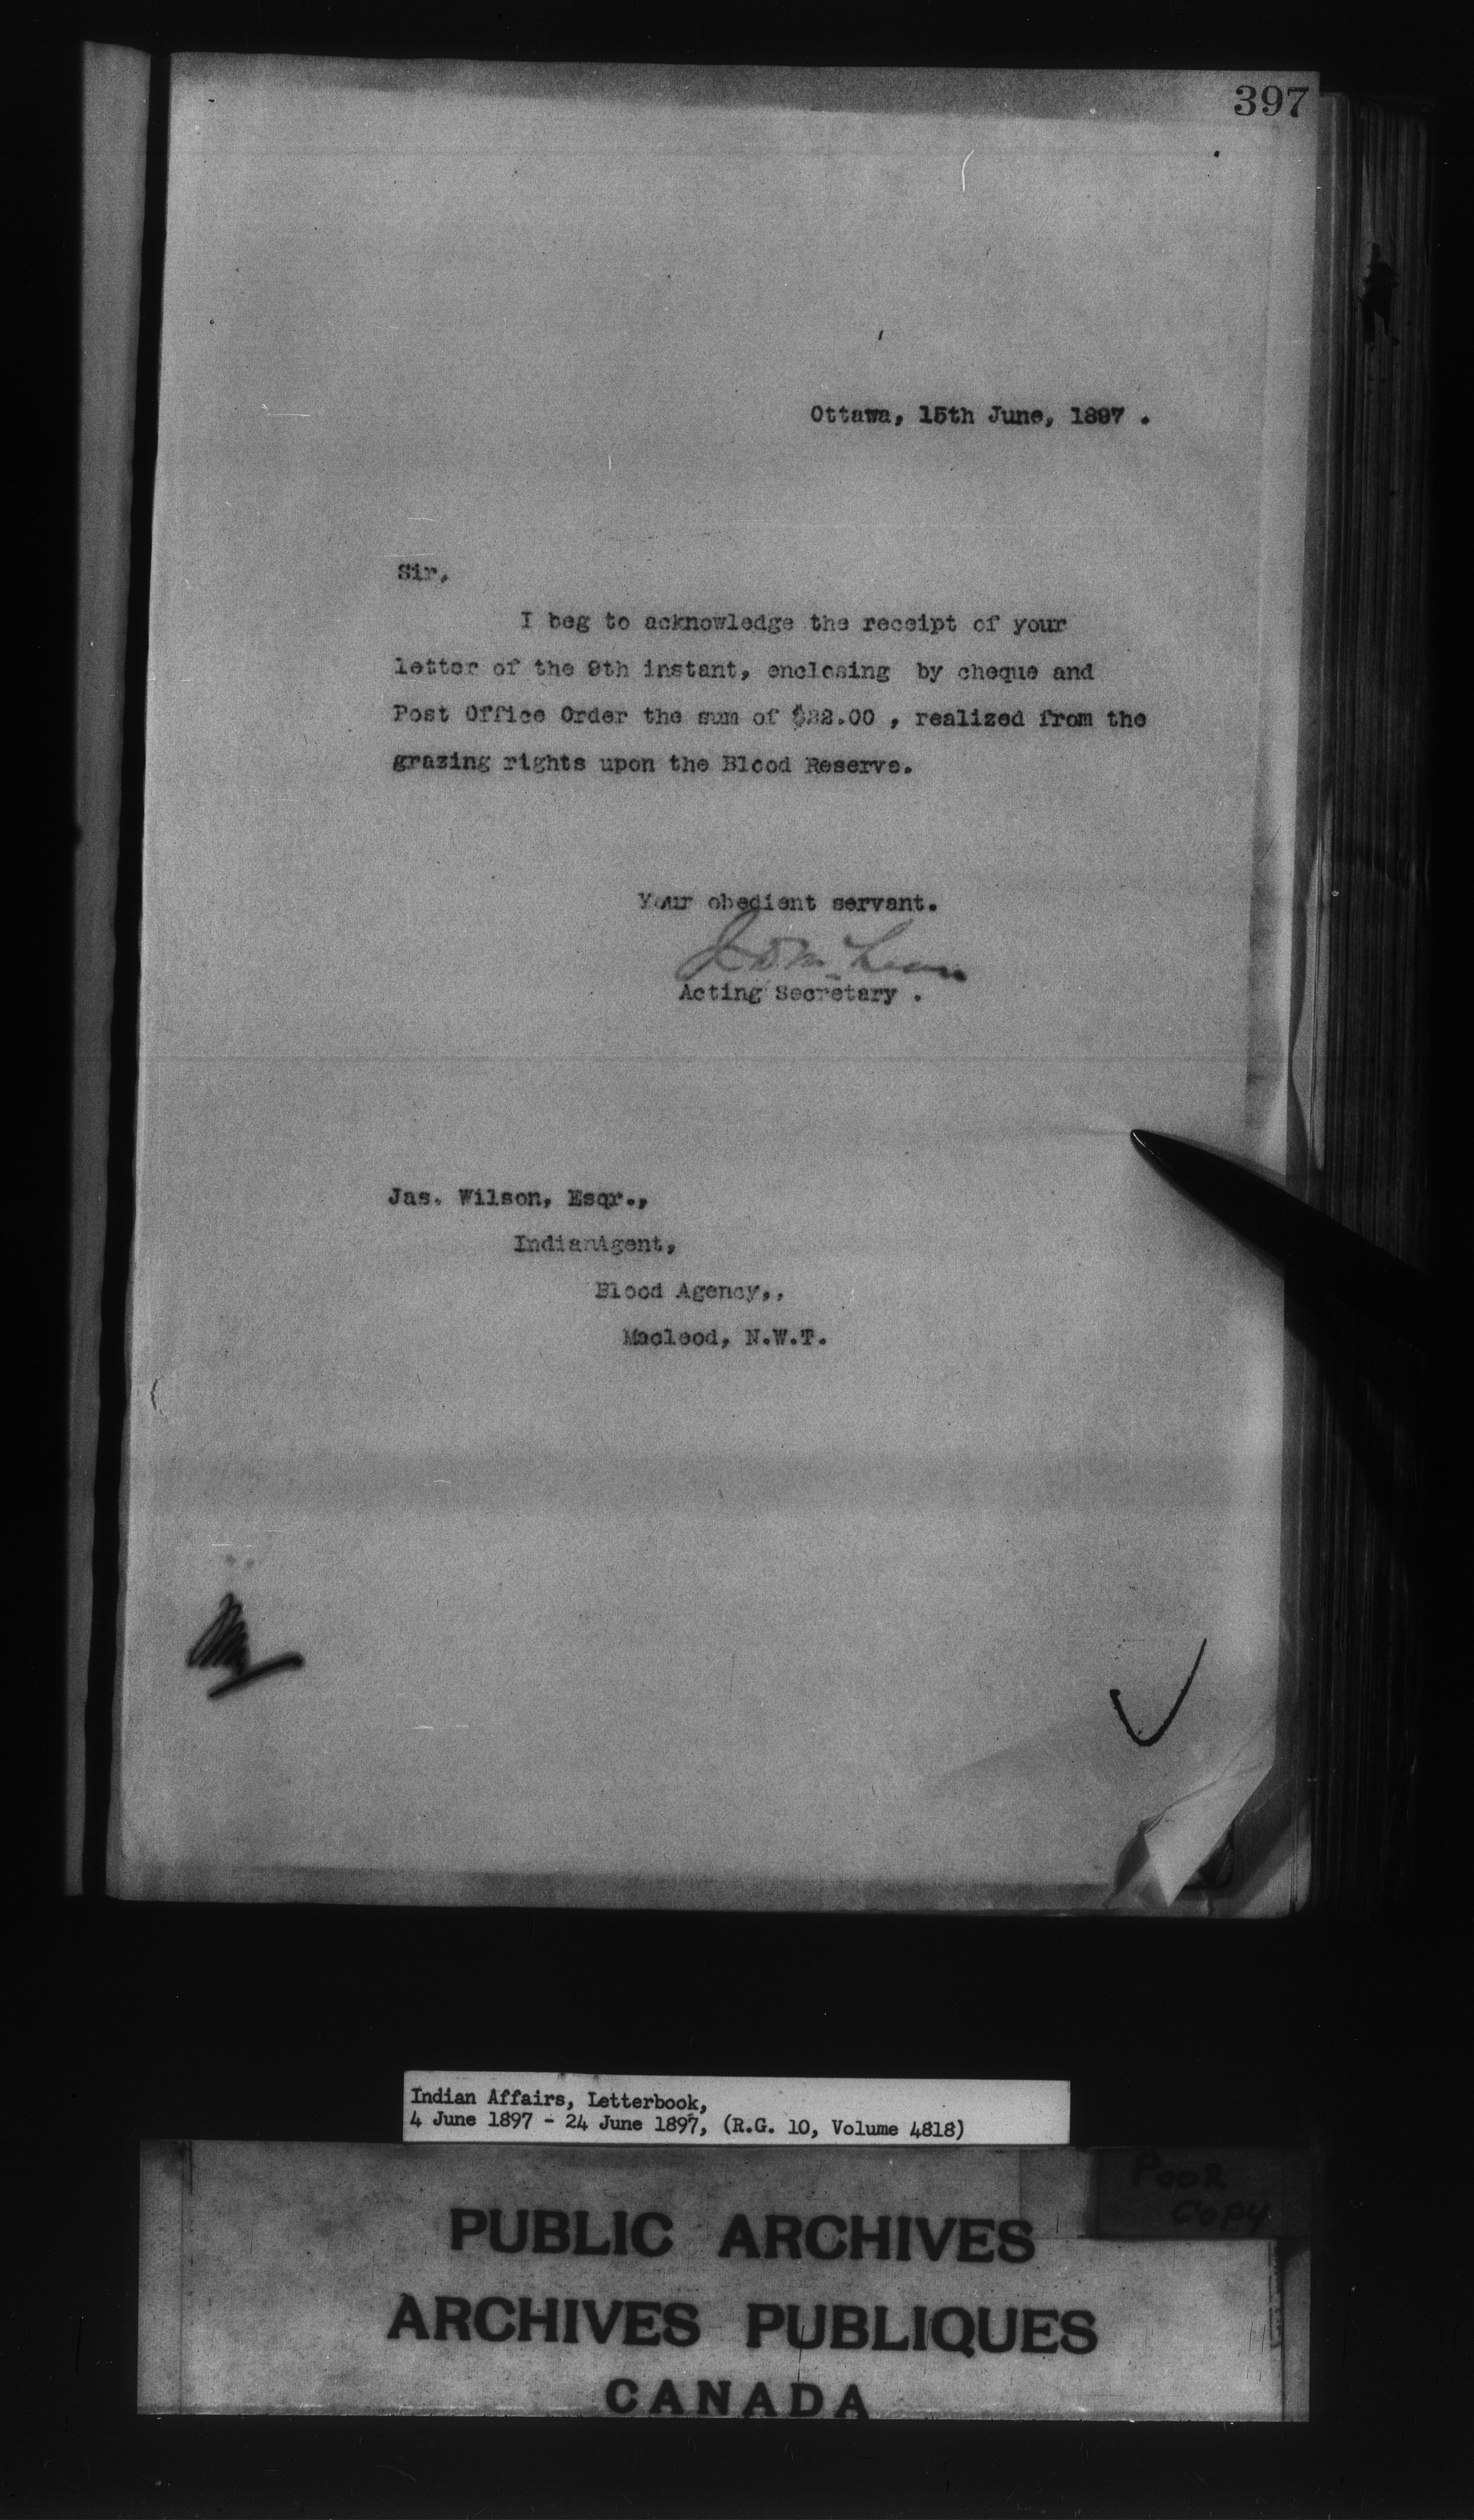 397
Ottawa, 15th June, 1897 .
Sir,
I beg to acknowledge the receipt of your
letter of the 9th instant, enclosing by cheque and
Post Office Order the sum of $22.00 , realized from the
grazing rights upon the Blood Reserve.
Your obedient servant.
J D McLean
Acting Secretary .
Jas. Wilson, Esqr.,
IndianAgent,
Blood Agency,,
Macleod, N.W.T.
Indian Affairs, Letterbook,
4 June 1897 - 24 June 1897, (R.G. 10, Volume 4818)
POOR
COPY
PUBLIC ARCHIVES
ARCHIVES PUBLIQUES
CANADA